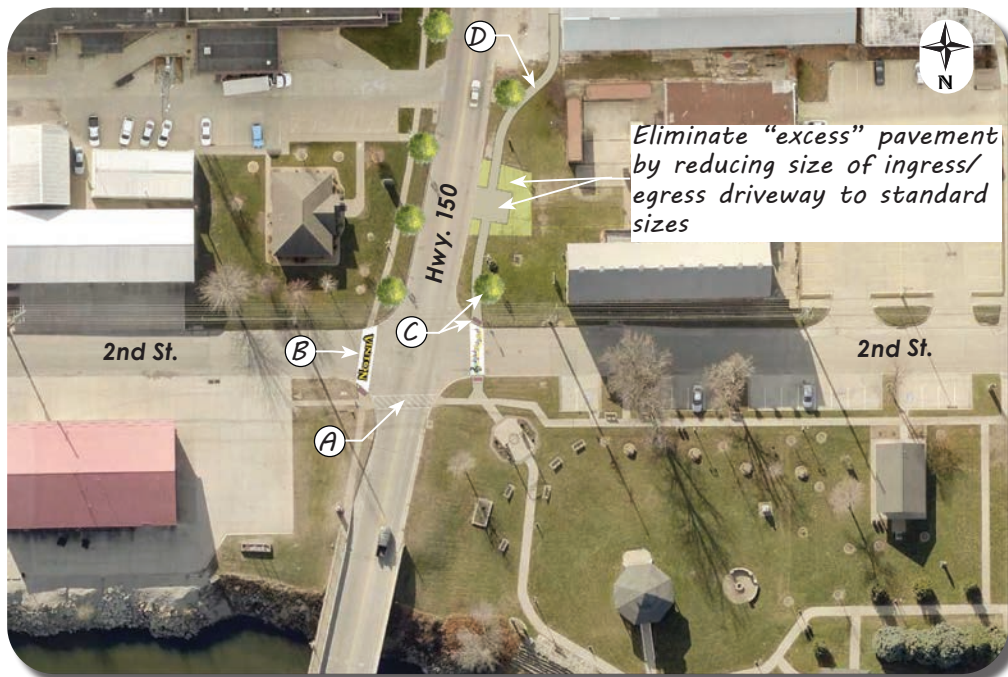 D
N
Eliminate “excess” pavement
by reducing size of ingress/
egress driveway to standard
sizes
Hwy. 150
C
B
2nd St.
2nd St.
VINTON
A